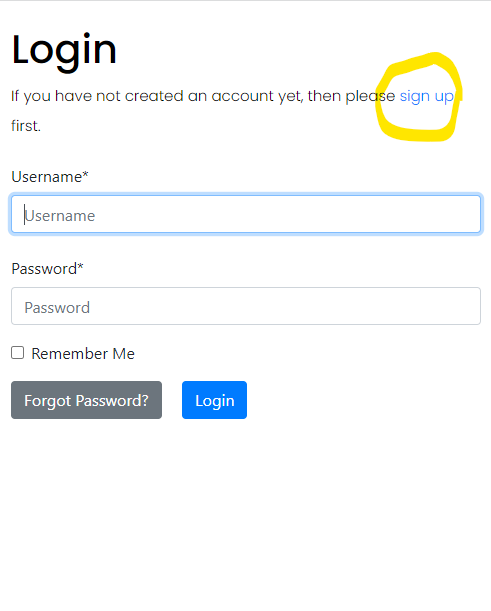 Login
If you have not created an account yet, then please sign up
first.
Username*
Username
Password*
Password
Remember Me
Forgot Password? Login